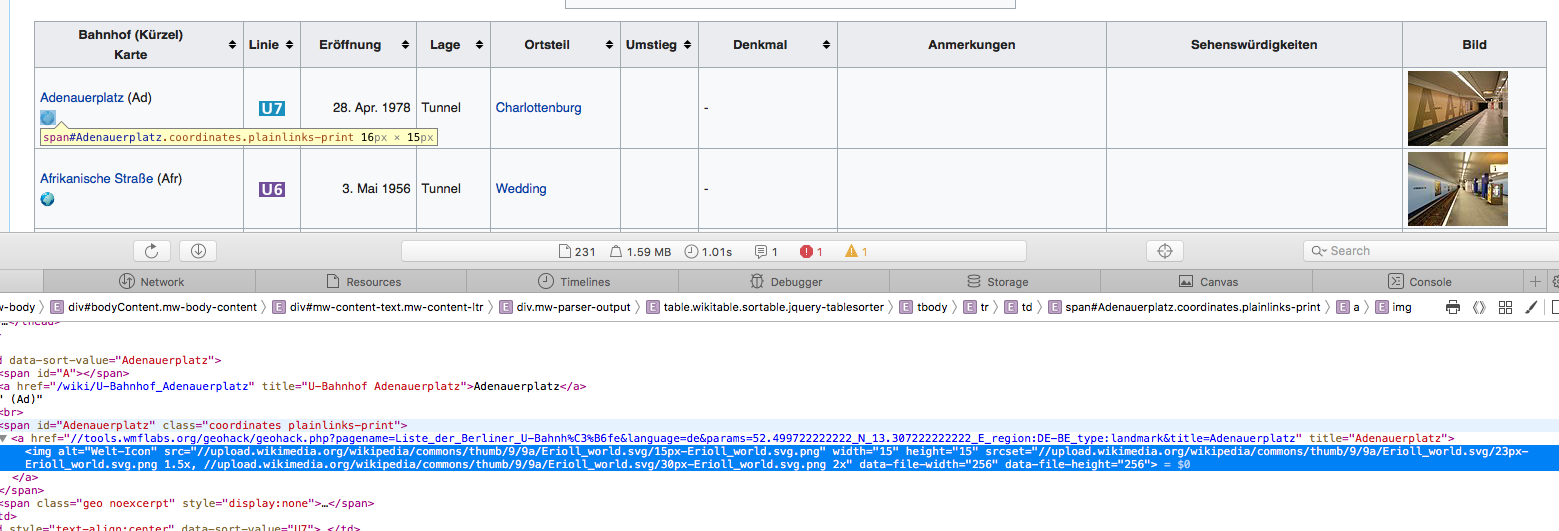 Bahnhof (Kürzel)
Karte
Linie
Eröffnung
Lage
Ortsteil
Umstieg
Denkmal
Anmerkungen
Sehenswürdigkeiten
Bild
Adenauerplatz (Ad)
U7
28. Apr. 1978
Tunnel
Charlottenburg
-
span#Adenauerplatz.coordinates.plainlinks-print 16px × 15px
Afrikanische Straße (Afr)
U6
3. Mai 1956
Tunnel
Wedding
-
231
1.59 MB
1.01s
1
1
1
Search
Network
Resources
Timelines
Debugger
Storage
Canvas
Console
w-body
E div#bodyContent.mw-body-content
E div#mw-content-text.mw-content-ltr
E div.mw-parser-output
E table.wikitable.sortable.jquery-tablesorter
E tbody
E tr
E td
E span#Adenauerplatz.coordinates.plainlinks-print
E a
E img
…</thead>
d data-sort-value="Adenauerplatz">
<span id="A"></span>
<a href="/wiki/U-Bahnhof_Adenauerplatz" title="U-Bahnhof Adenauerplatz">Adenauerplatz</a>
" (Ad)"
<br>
<span id="Adenauerplatz" class="coordinates plainlinks-print">
<a href="//tools.wmflabs.org/geohack/geohack.php?pagename=Liste_der_Berliner_U-Bahnh%C3%B6fe&language=de&params=52.499722222222_N_13.307222222222_E_region:DE-BE_type:landmark&title=Adenauerplatz" title="Adenauerplatz">
<img alt="Welt-Icon" src="//upload.wikimedia.org/wikipedia/commons/thumb/9/9a/Erioll_world.svg/15px-Erioll_world.svg.png" width="15" height="15" srcset="//upload.wikimedia.org/wikipedia/commons/thumb/9/9a/Erioll_world.svg/23px-
Erioll_world.svg.png 1.5x, //upload.wikimedia.org/wikipedia/commons/thumb/9/9a/Erioll_world.svg/30px-Erioll_world.svg.png 2x" data-file-width="256" data-file-height="256"> = $0
</a>
</span>
<span class="geo noexcerpt" style="display:none">…</span>
td>
d style="text-align:center" data-sort-value="U7">…</td>